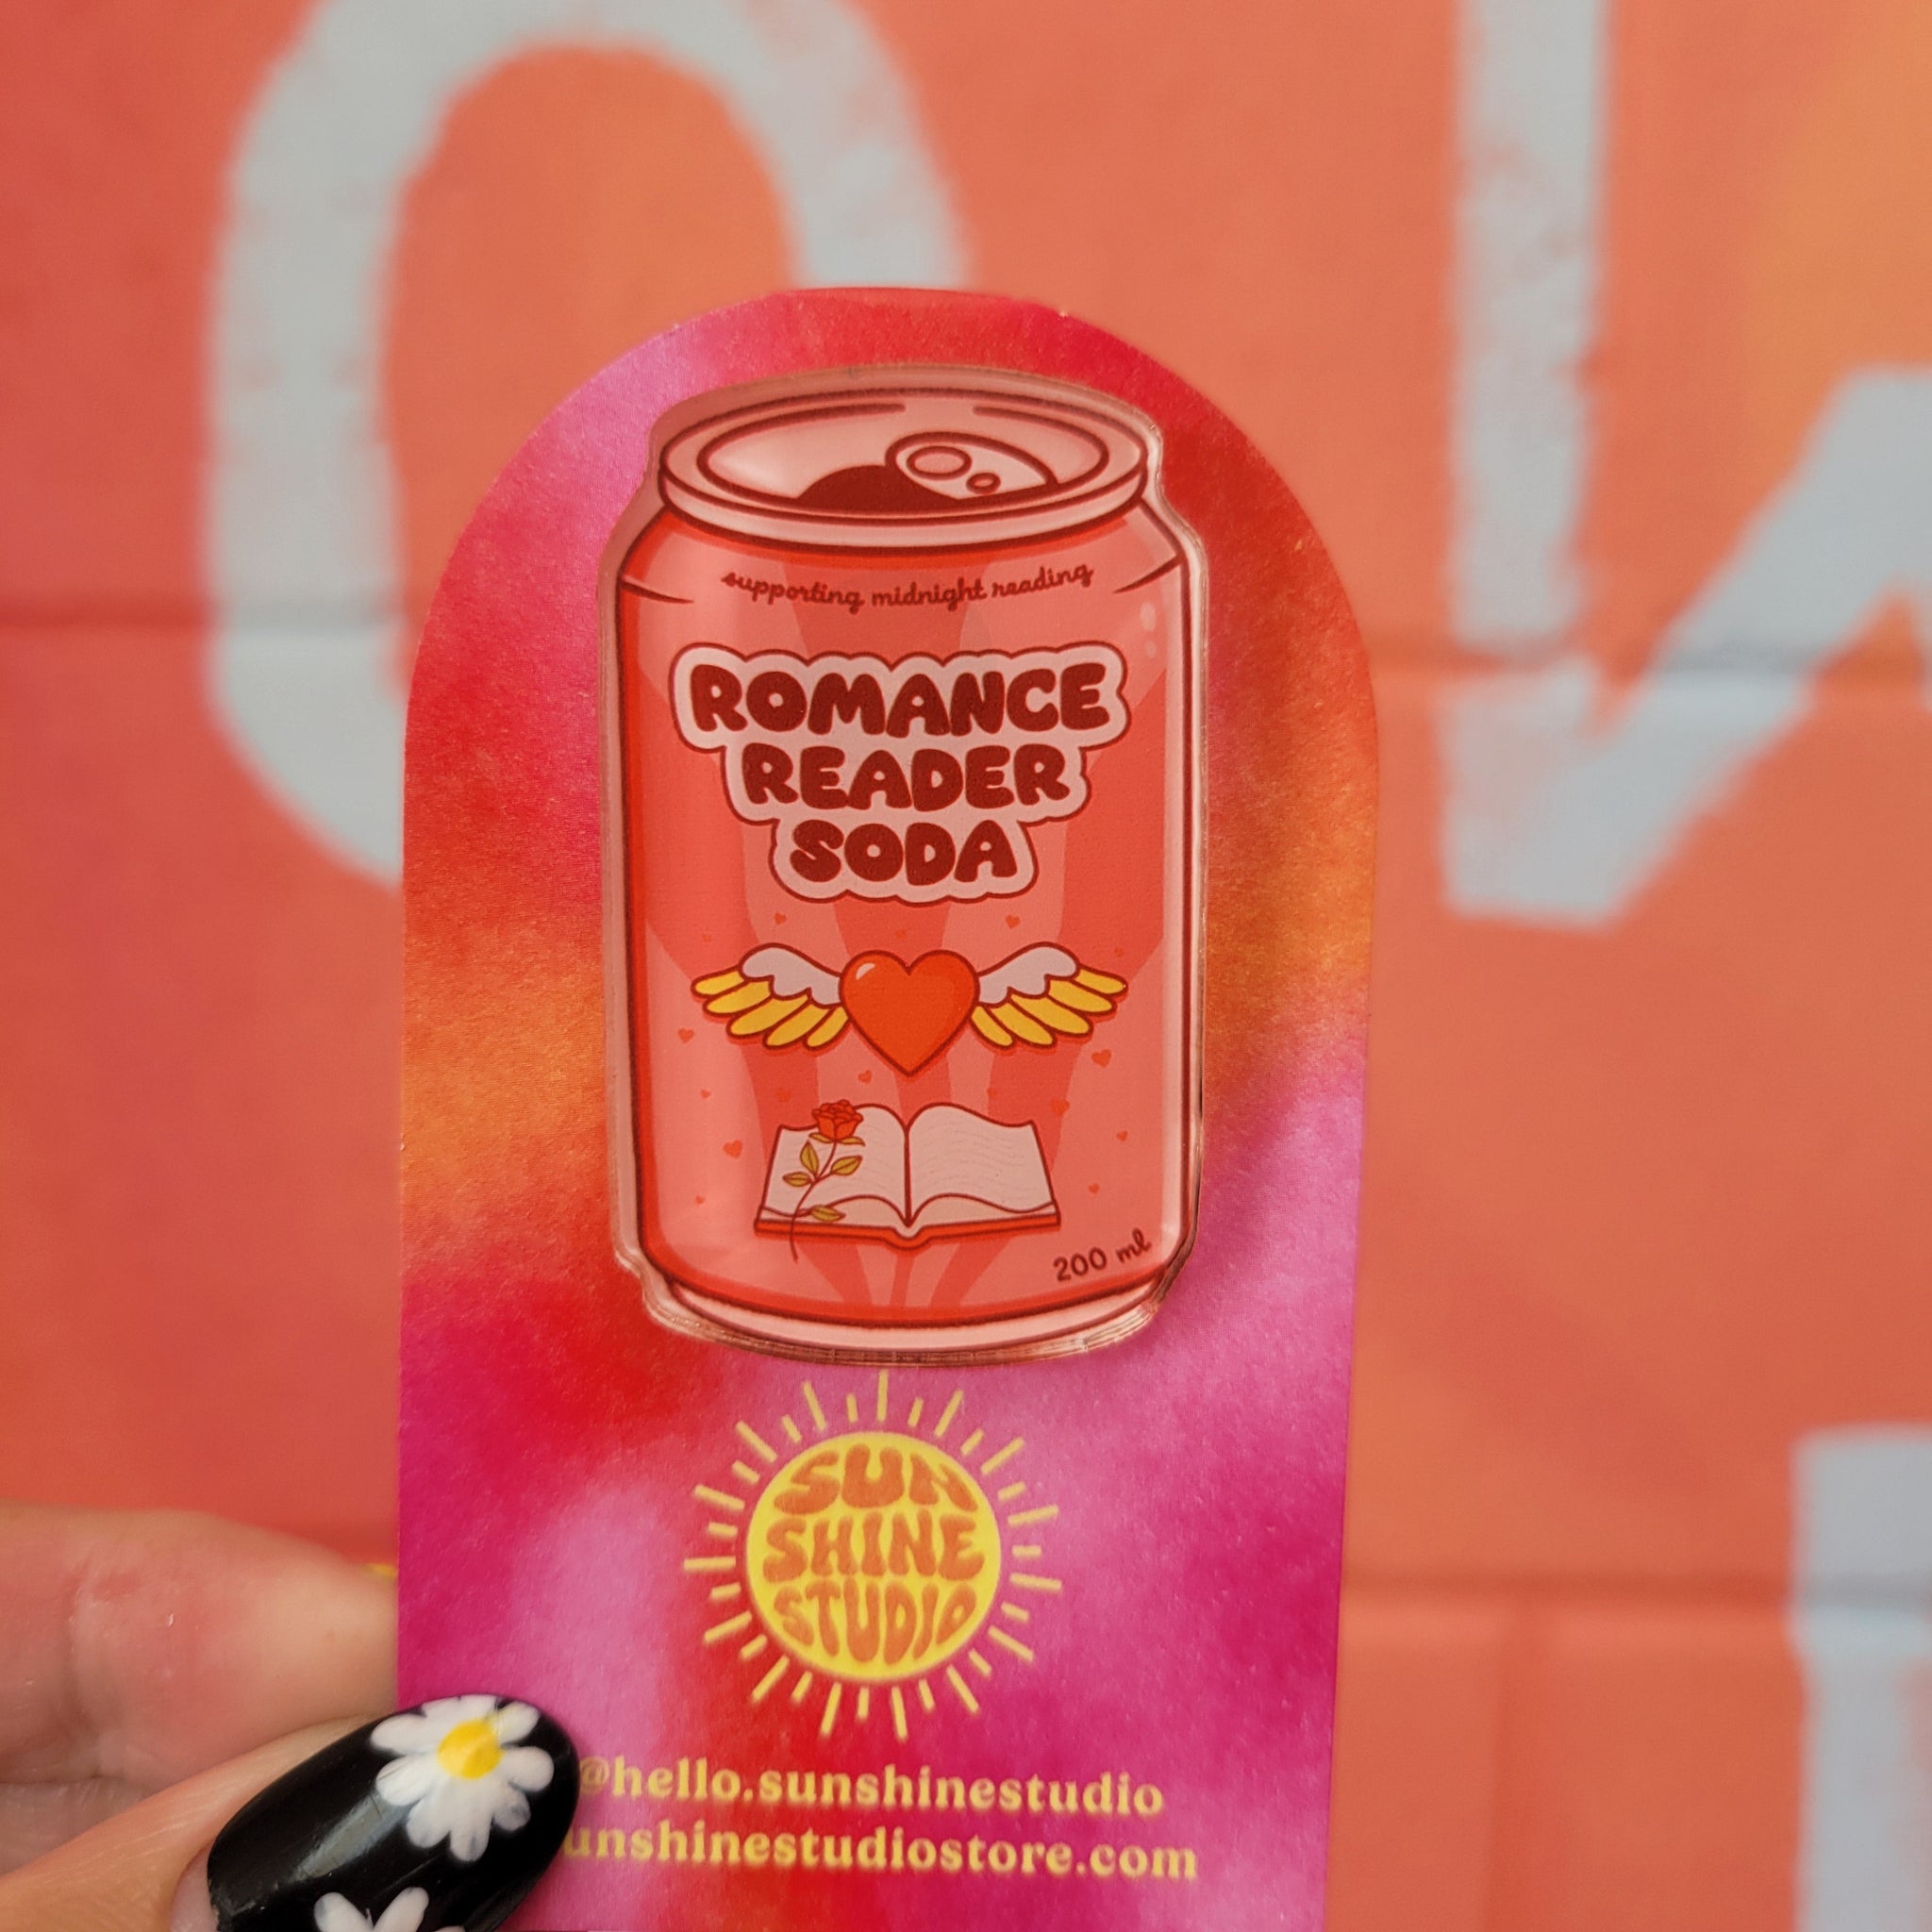 supporting midnight reading
ROMANCE
READER
SODA
200 ml
SUN
SHINE
STUDIO
@hello.sunshinestudio
unshinestudiostore.com